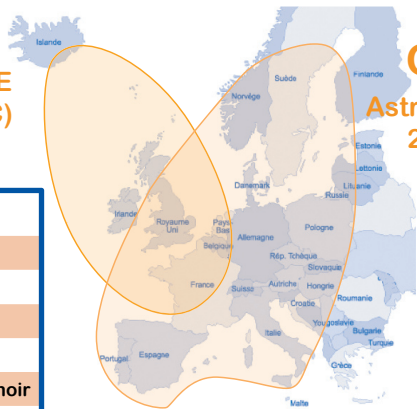 Islande
E
C)
C
Astr
2
Finlande
Suède
Norvège
Estonie
Lettonie
Lituanie
Danemark
Russie
Irlande
Royaume
Uni
Pays
Bas
Pologne
Allemagne
Belgique
Rép. Tchèque
Slovaquie
France
Suisse
Autriche
Hongrie
Croatie
Roumanie
Yougoslavie
Bulgarie
Italie
Turquie
Portugal
Espagne
Grèce
noir
Malte